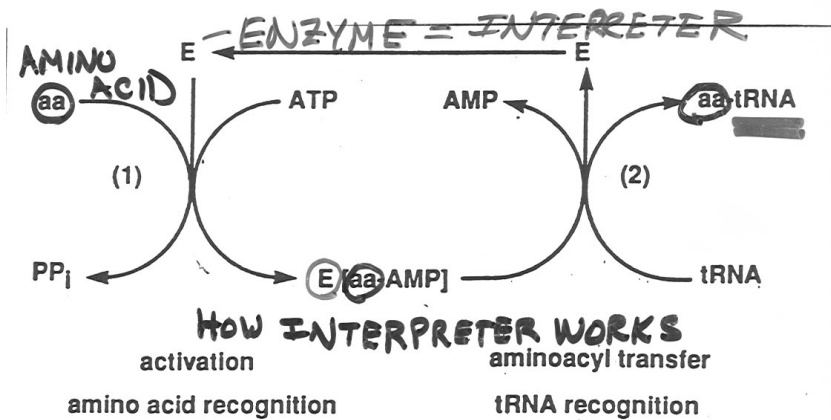 – ENZYME = INTERPRETER
AMINO ACID
E
E
aa
ATP
AMP
aa-tRNA
(1)
(2)
PPi
E [aa-AMP]
tRNA
HOW INTERPRETER WORKS
activation
aminoacyl transfer
amino acid recognition
tRNA recognition